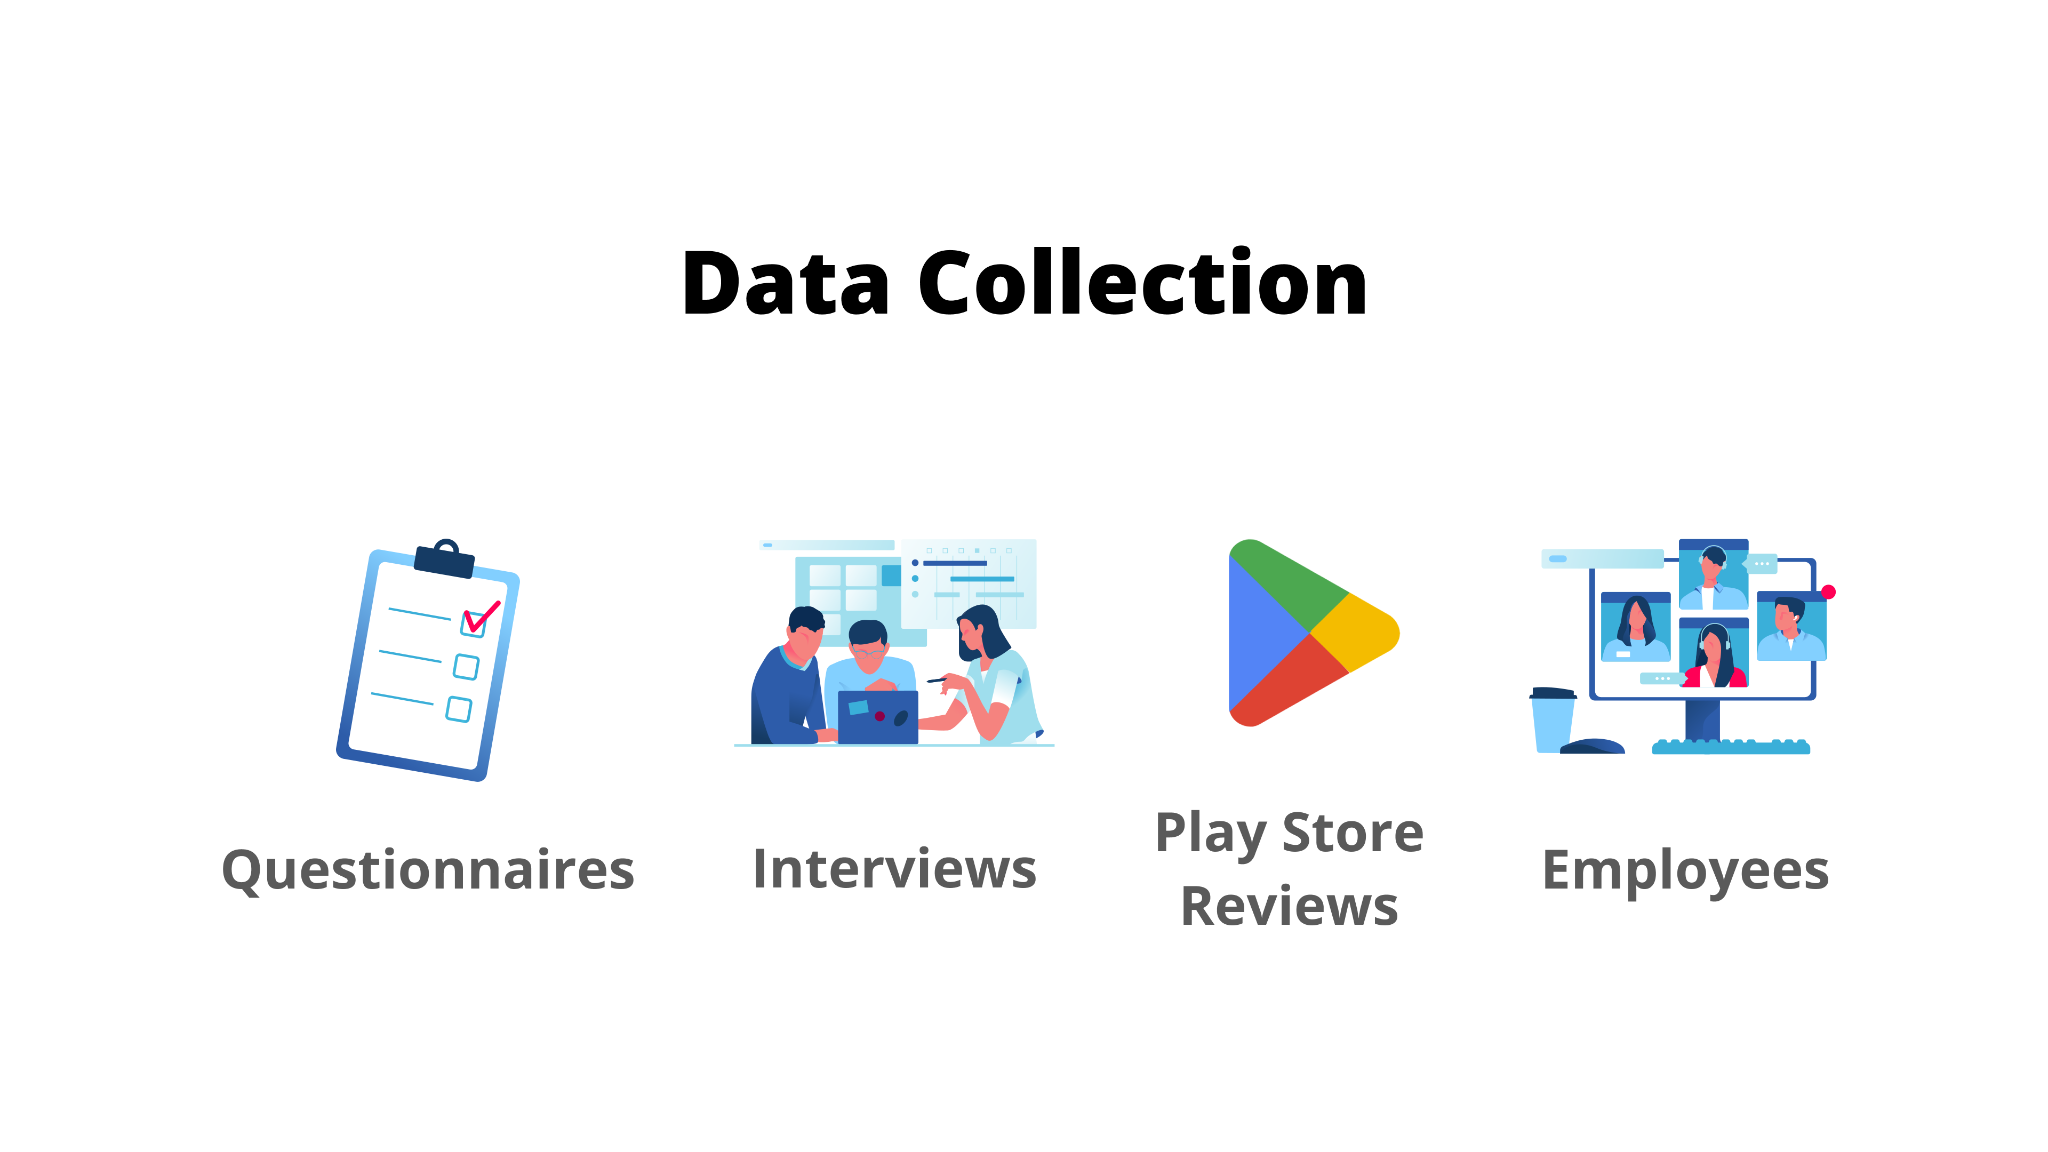 Data Collection
Questionnaires
Interviews
Play Store
Reviews
Employees